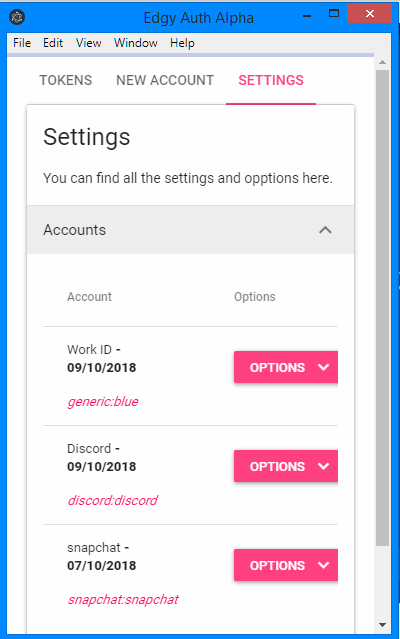 Edgy Auth Alpha
File Edit View Window Help
TOKENS NEW ACCOUNT SETTINGS
Settings
You can find all the settings and opptions here.
Accounts
Account Options
Work ID -
09/10/2018
OPTIONS
generic:blue
Discord -
09/10/2018
OPTIONS
discord:discord
snapchat -
07/10/2018
OPTIONS
snapchat:snapchat